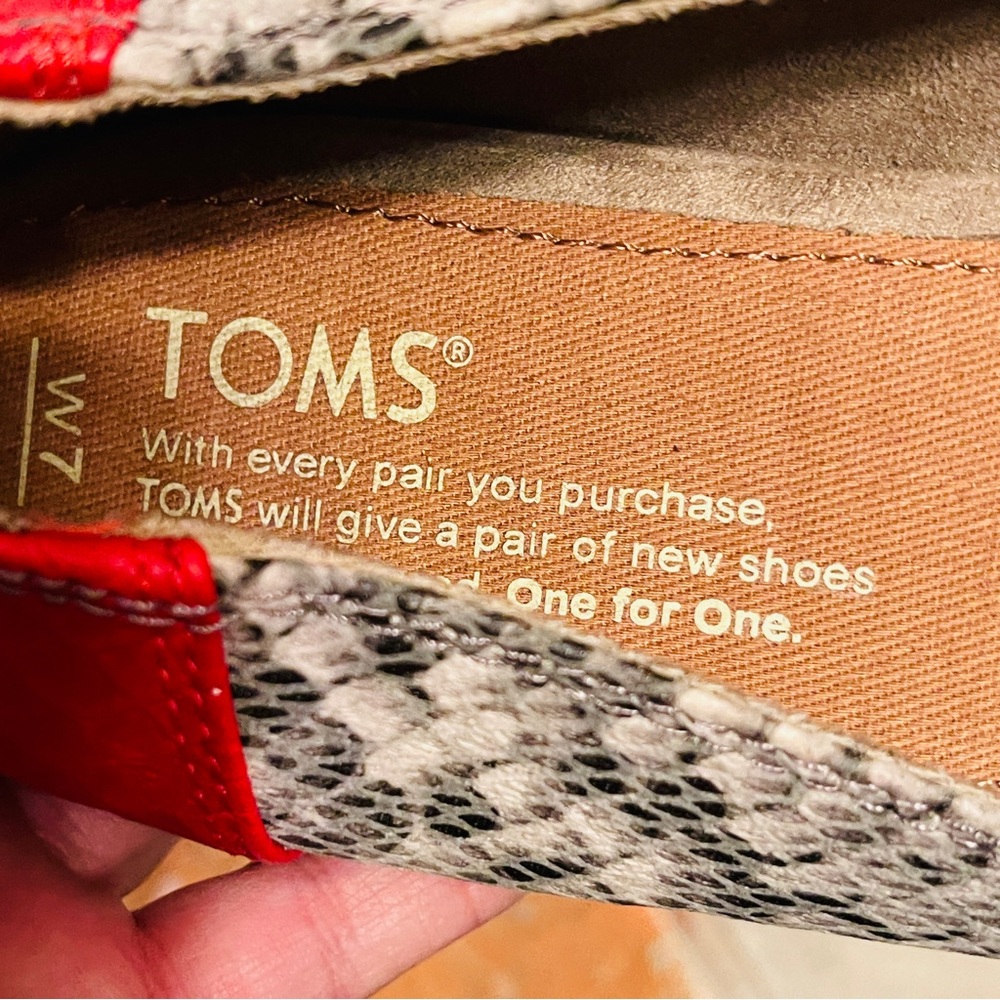 TOMS®
W7
With every pair you purchase,
TOMS will give a pair of new shoes
One for One.